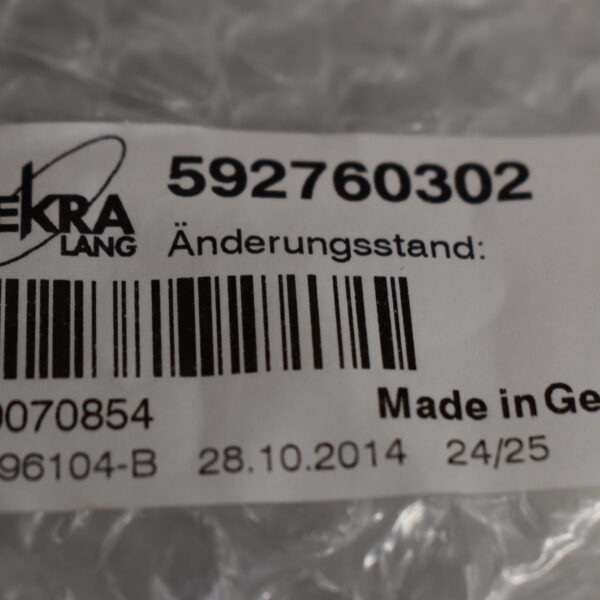 EKRA
LANG
592760302
Änderungsstand:
0070854
Made in Ge
96104-B 28.10.2014 24/25